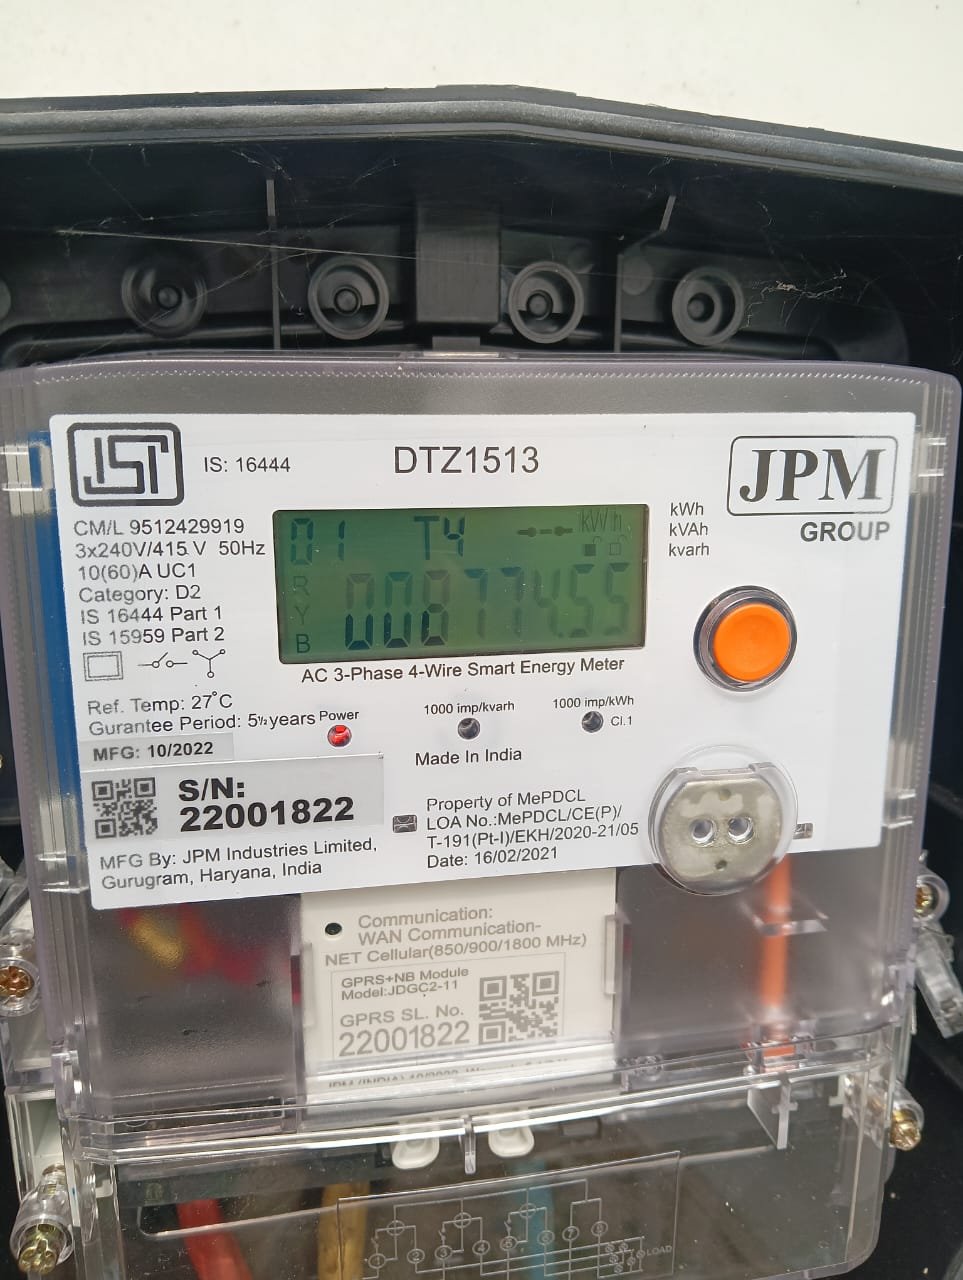 ISI
IS: 16444
DTZ1513
JPM
GROUP
CM/L 9512429919
3x240V/415 V 50Hz
10(60)A UC1
Category: D2
IS 16444 Part 1
IS 15959 Part 2
01 T4 kWh
R
Y
B
00877455
kWh
kVAh
kvarh
AC 3-Phase 4-Wire Smart Energy Meter
Ref. Temp: 27°C
Gurantee Period: 5½years
Power
1000 imp/kvarh
1000 imp/kWh
Cl.1
MFG: 10/2022
Made In India
S/N:
22001822
MFG By: JPM Industries Limited,
Gurugram, Haryana, India
Property of MePDCL
LOA No.:MePDCL/CE(P)/
T-191(Pt-I)/EKH/2020-21/05
Date: 16/02/2021
Communication:
WAN Communication-
NET Cellular(850/900/1800 MHz)
GPRS+NB Module
Model:JDGC2-11
GPRS SL. No.
22001822
LOAD